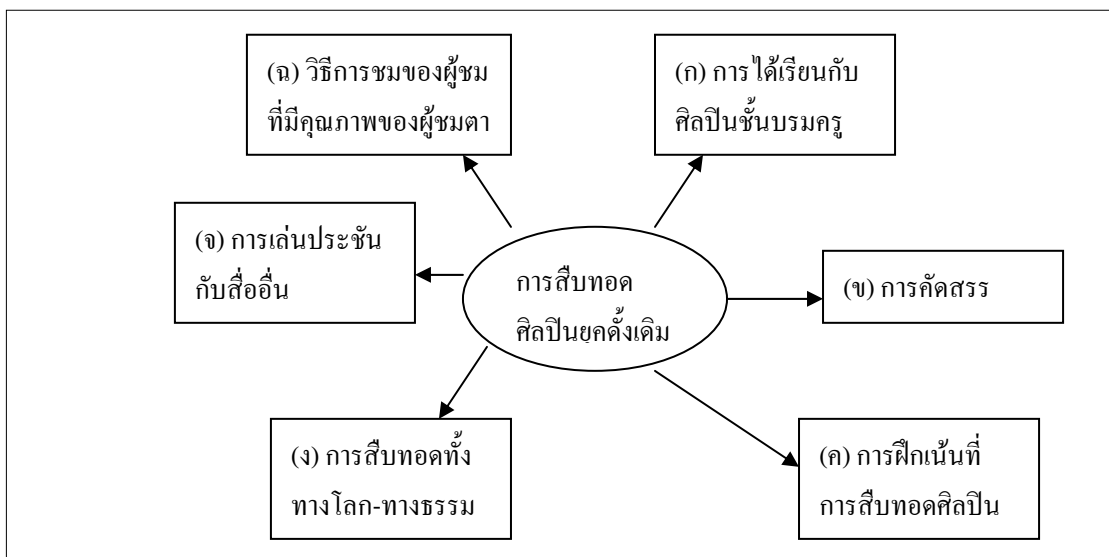 (ฉ) วิธีการชมของผู้ชม
ที่มีคุณภาพของผู้ชมตา
(ก) การได้เรียนกับ
ศิลปินชั้นบรมครู
(จ) การเล่นประชัน
กับสื่ออื่น
การสืบทอด
ศิลปินยุคดั้งเดิม
(ข) การคัดสรร
(ง) การสืบทอดทั้ง
ทางโลก-ทางธรรม
(ค) การฝึกเน้นที่
การสืบทอดศิลปิน